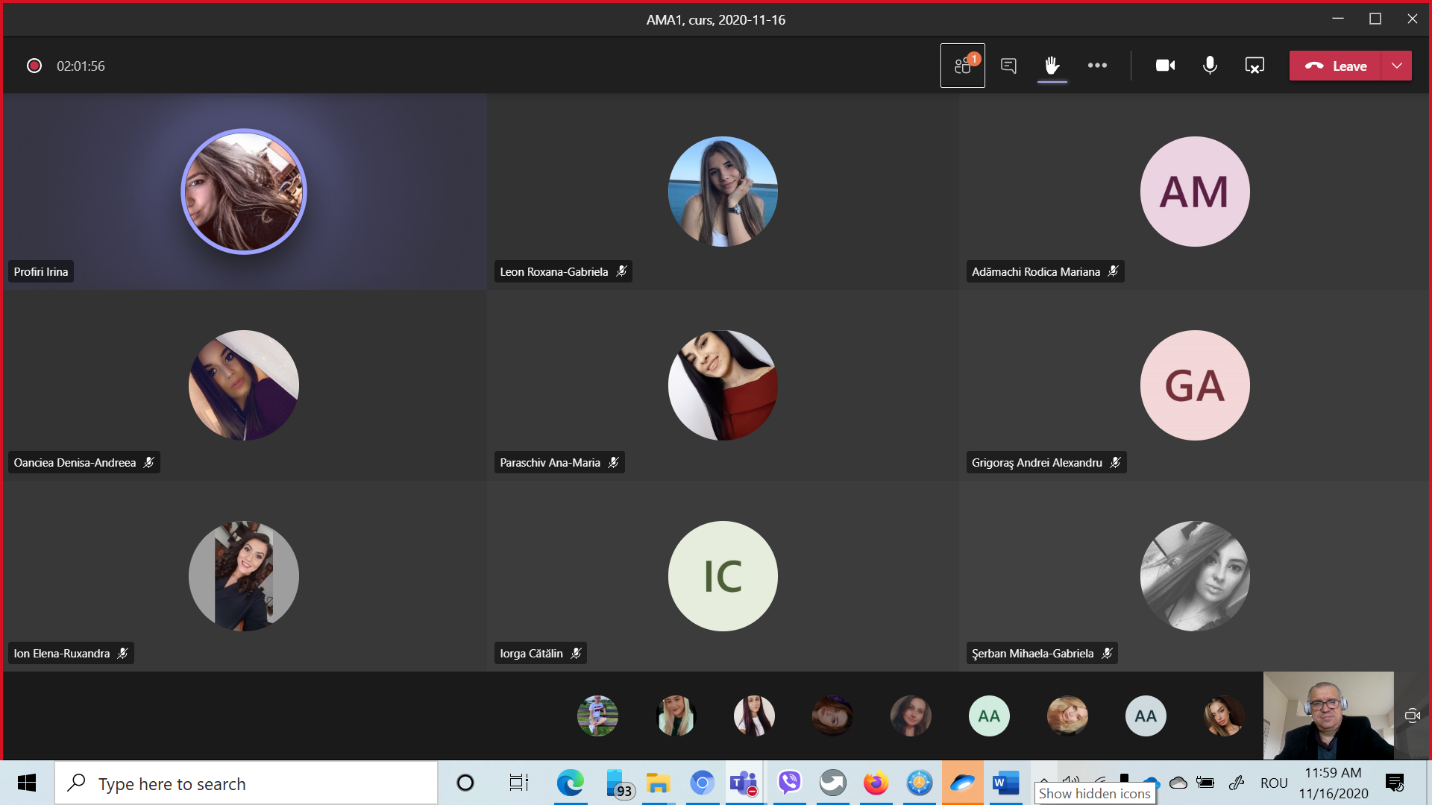 AMA1, curs, 2020-11-16
02:01:56
1
Leave
Profiri Irina
Leon Roxana-Gabriela
AM
Adămachi Rodica Mariana
Oanciea Denisa-Andreea
Paraschiv Ana-Maria
GA
Grigoraş Andrei Alexandru
Ion Elena-Ruxandra
IC
Iorga Cătălin
Şerban Mihaela-Gabriela
AA
AA
Type here to search
93
W
ROU
11:59 AM
11/16/2020
3
Show hidden icons